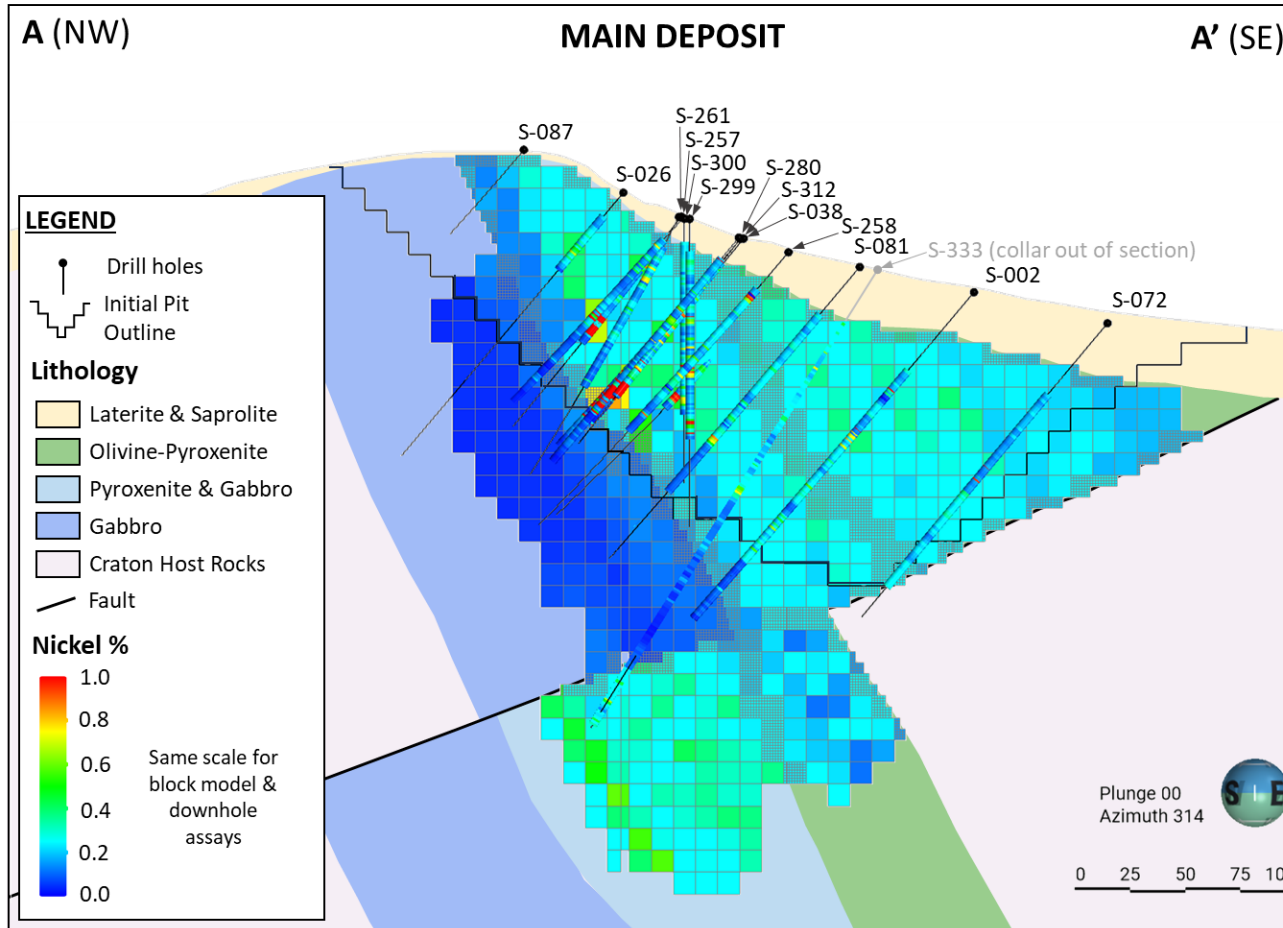 A (NW)
MAIN DEPOSIT
A' (SE)
S-087
S-026
S-261
S-257
S-300
S-299
S-280
S-312
S-038
S-258
S-081
S-333 (collar out of section)
S-002
S-072
LEGEND
Drill holes
Initial Pit
Outline
Lithology
Laterite & Saprolite
Olivine-Pyroxenite
Pyroxenite & Gabbro
Gabbro
Craton Host Rocks
Fault
Nickel %
1.0
0.8
0.6
0.4
0.2
0.0
Same scale for
block model &
downhole
assays
Plunge 00
Azimuth 314
S E
0 25 50 75 10